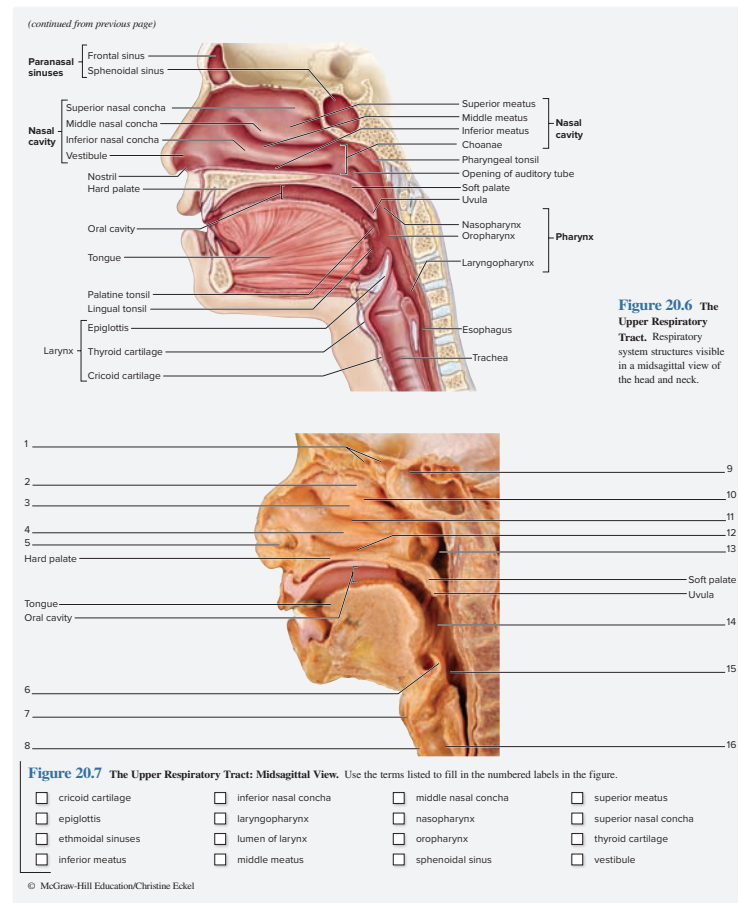 (continued from previous page)
Paranasal
sinuses
Frontal sinus
Sphenoidal sinus
Nasal
cavity
Superior nasal concha
Middle nasal concha
Inferior nasal concha
Vestibule
Nostril
Hard palate
Oral cavity
Tongue
Palatine tonsil
Lingual tonsil
Larynx
Epiglottis
Thyroid cartilage
Cricoid cartilage
Superior meatus
Middle meatus
Inferior meatus
Choanae
Nasal
cavity
Pharyngeal tonsil
Opening of auditory tube
Soft palate
Uvula
Nasopharynx
Oropharynx
Laryngopharynx
Pharynx
Esophagus
Trachea
Figure 20.6 The
Upper Respiratory
Tract. Respiratory
system structures visible
in a midsagittal view of
the head and neck.
1
2
3
4
5
Hard palate
Tongue
Oral cavity
6
7
8
9
10
11
12
13
Soft palate
Uvula
14
15
16
Figure 20.7 The Upper Respiratory Tract: Midsagittal View. Use the terms listed to fill in the numbered labels in the figure.
cricoid cartilage
epiglottis
ethmoidal sinuses
inferior meatus
inferior nasal concha
laryngopharynx
lumen of larynx
middle meatus
middle nasal concha
nasopharynx
oropharynx
sphenoidal sinus
superior meatus
superior nasal concha
thyroid cartilage
vestibule
© McGraw-Hill Education/Christine Eckel